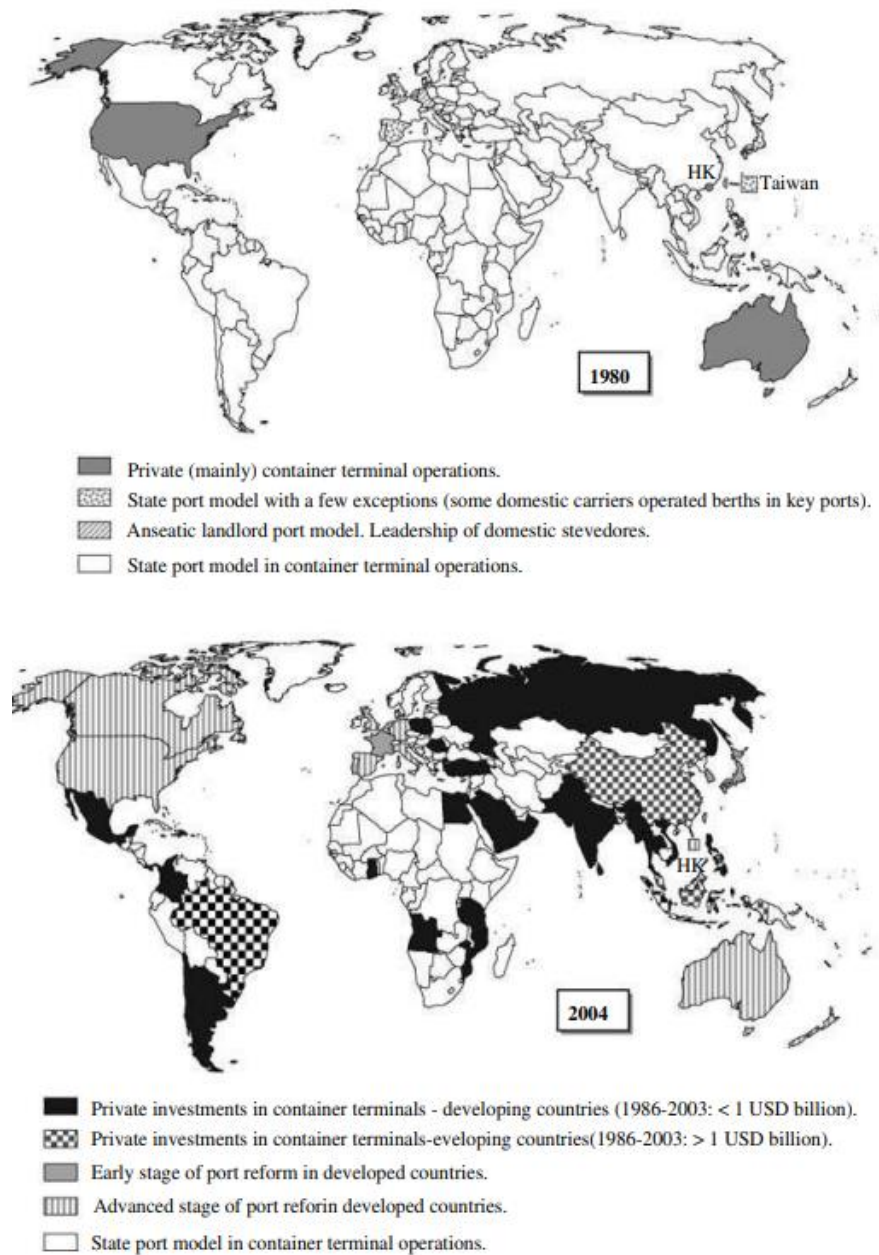 HK
Taiwan
1980
Private (mainly) container terminal operations.
State port model with a few exceptions (some domestic carriers operated berths in key ports).
Anseatic landlord port model. Leadership of domestic stevedores.
State port model in container terminal operations.
HK
2004
Private investments in container terminals - developing countries (1986-2003: < 1 USD billion).
Private investments in container terminals-eveloping countries(1986-2003: > 1 USD billion).
Early stage of port reform in developed countries.
Advanced stage of port reforin developed countries.
State port model in container terminal operations.